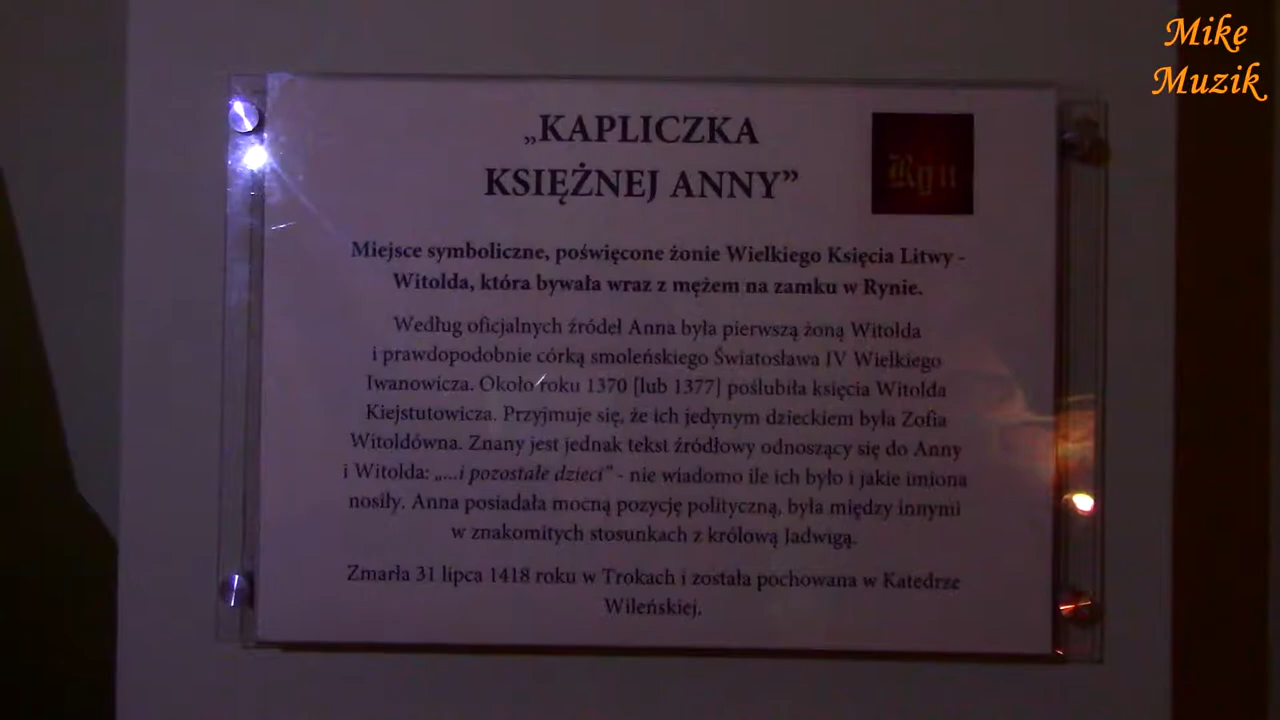 Mike
Muzik
„KAPLICZKA
KSIĘŻNEJ ANNY”
Ryn
Miejsce symboliczne, poświęcone żonie Wielkiego Księcia Litwy -
Witolda, która bywała wraz z mężem na zamku w Rynie.
Według oficjalnych źródeł Anna była pierwszą żoną Witolda
i prawdopodobnie córką smoleńskiego Światosława IV Wielkiego
Iwanowicza. Około roku 1370 [lub 1377] poślubiła księcia Witolda
Kiejstutowicza. Przyjmuje się, że ich jedynym dzieckiem była Zofia
Witoldówna. Znany jest jednak tekst źródłowy odnoszący się do Anny
i Witolda: „...i pozostałe dzieci” - nie wiadomo ile ich było i jakie imiona
nosiły. Anna posiadała mocną pozycję polityczną, była między innymi
w znakomitych stosunkach z królową Jadwigą.
Zmarła 31 lipca 1418 roku w Trokach i została pochowana w Katedrze
Wileńskiej.